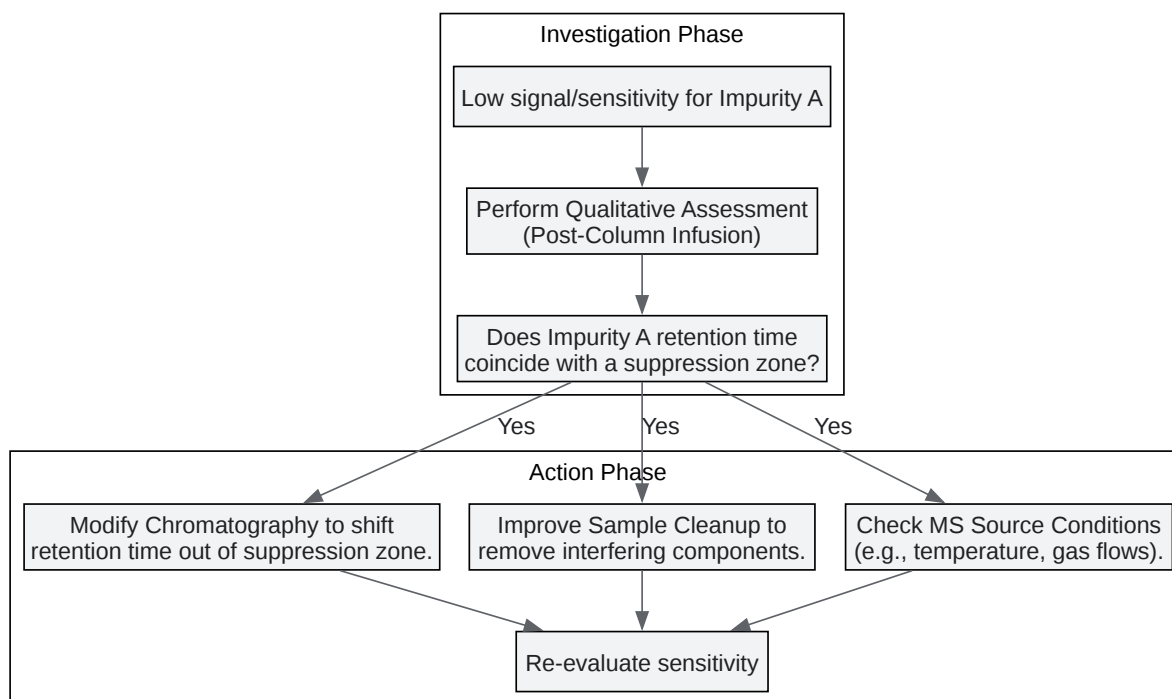 Investigation Phase
Low signal/sensitivity for Impurity A
Perform Qualitative Assessment
(Post-Column Infusion)
Does Impurity A retention time
coincide with a suppression zone?
Yes
Yes
Yes
Action Phase
Modify Chromatography to shift
retention time out of suppression zone.
Improve Sample Cleanup to
remove interfering components.
Check MS Source Conditions
(e.g., temperature, gas flows).
Re-evaluate sensitivity